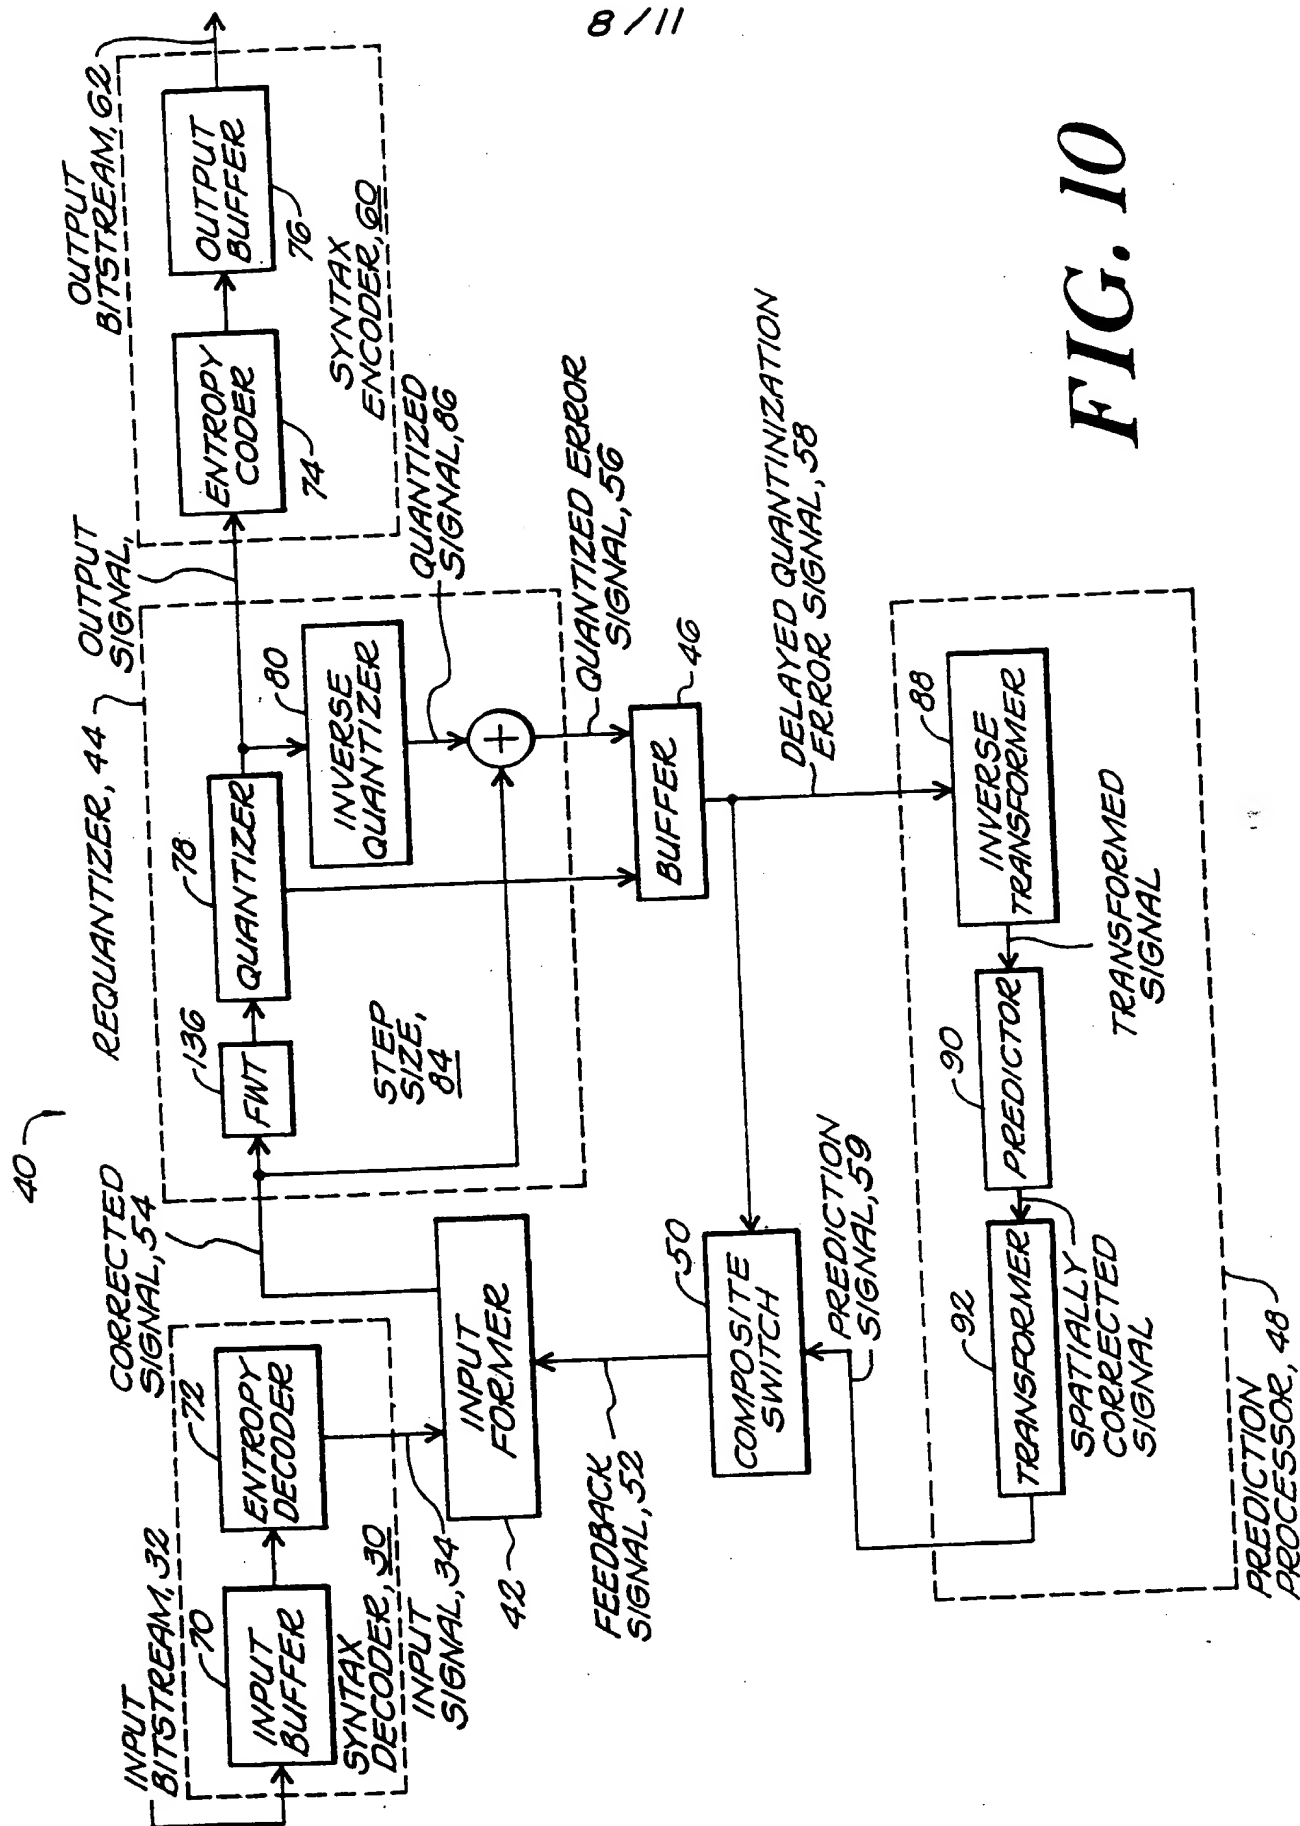 8/11
40
INPUT
BITSTREAM, 32
70
INPUT
BUFFER
72
ENTROPY
DECODER
SYNTAX
DECODER, 30
INPUT
SIGNAL, 34
CORRECTED
SIGNAL, 54
INPUT
FORMER
42
REQUANTIZER, 44
136
FWT
78
QUANTIZER
80
INVERSE
QUANTIZER
STEP
SIZE,
84
OUTPUT
SIGNAL,
ENTROPY
CODER
74
OUTPUT
BUFFER
76
SYNTAX
ENCODER, 60
OUTPUT
BITSTREAM, 62
QUANTIZED
SIGNAL, 86
+
QUANTIZED ERROR
SIGNAL, 56
BUFFER
46
DELAYED QUANTINIZATION
ERROR SIGNAL, 58
FEEDBACK
SIGNAL, 52
COMPOSITE
SWITCH
50
PREDICTION
SIGNAL, 59
88
INVERSE
TRANSFORMER
TRANSFORMED
SIGNAL
90
PREDICTOR
92
TRANSFORMER
SPATIALLY
CORRECTED
SIGNAL
PREDICTION
PROCESSOR, 48
FIG. 10